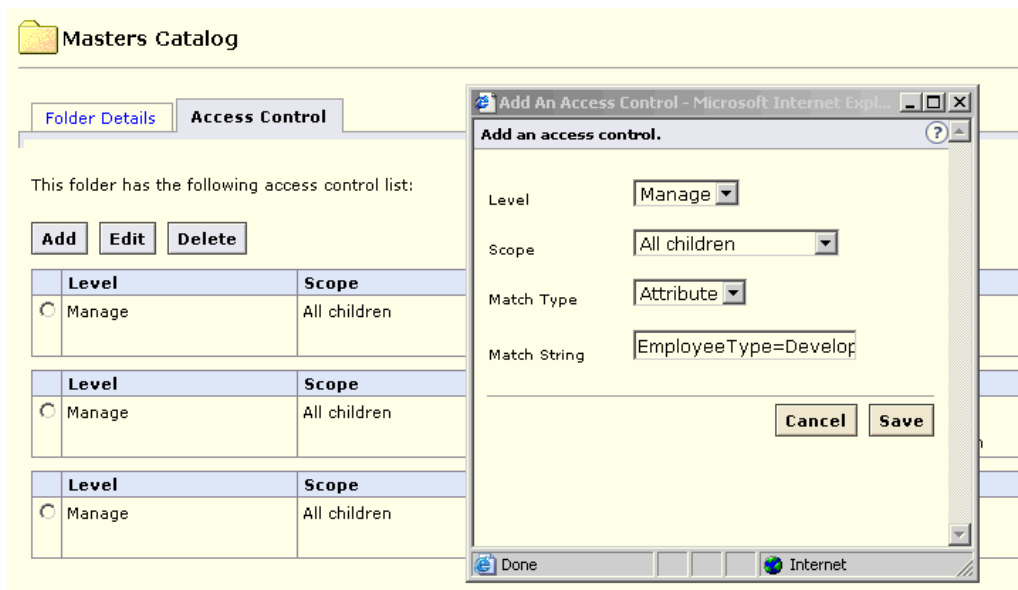 Masters Catalog
Folder Details Access Control
This folder has the following access control list:
Add Edit Delete
Level Scope
Manage All children
Level Scope
Manage All children
Level Scope
Manage All children
Add An Access Control - Microsoft Internet Expl...
Add an access control. ?
Level Manage
Scope All children
Match Type Attribute
Match String EmployeeType=Develop
Cancel Save
Done Internet